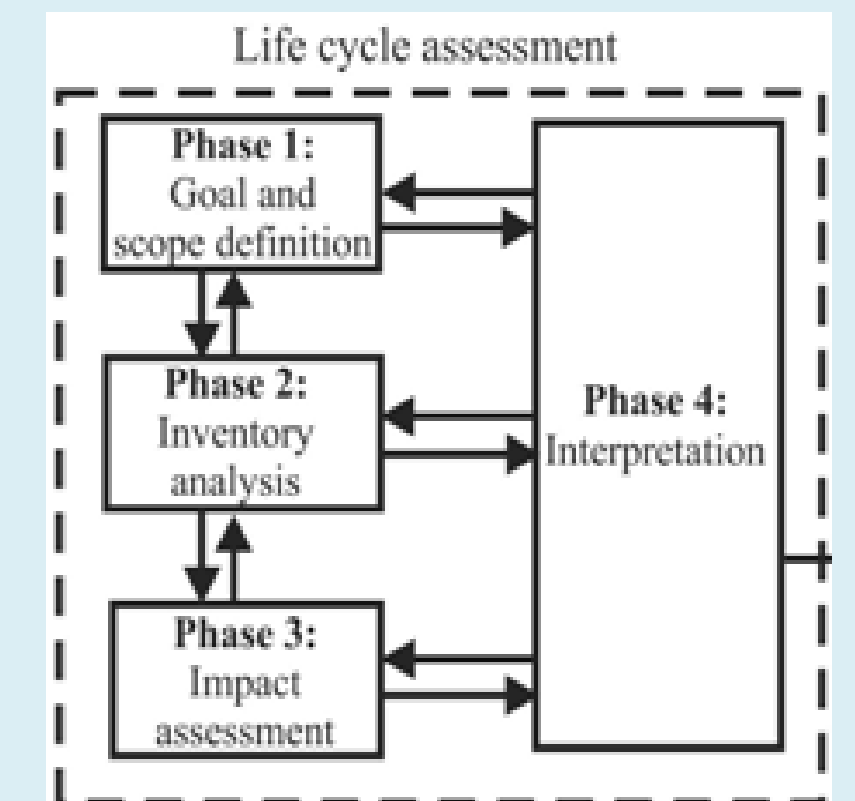 Life cycle assessment
Phase 1:
Goal and
scope definition
Phase 2:
Inventory
analysis
Phase 3:
Impact
assessment
Phase 4:
Interpretation